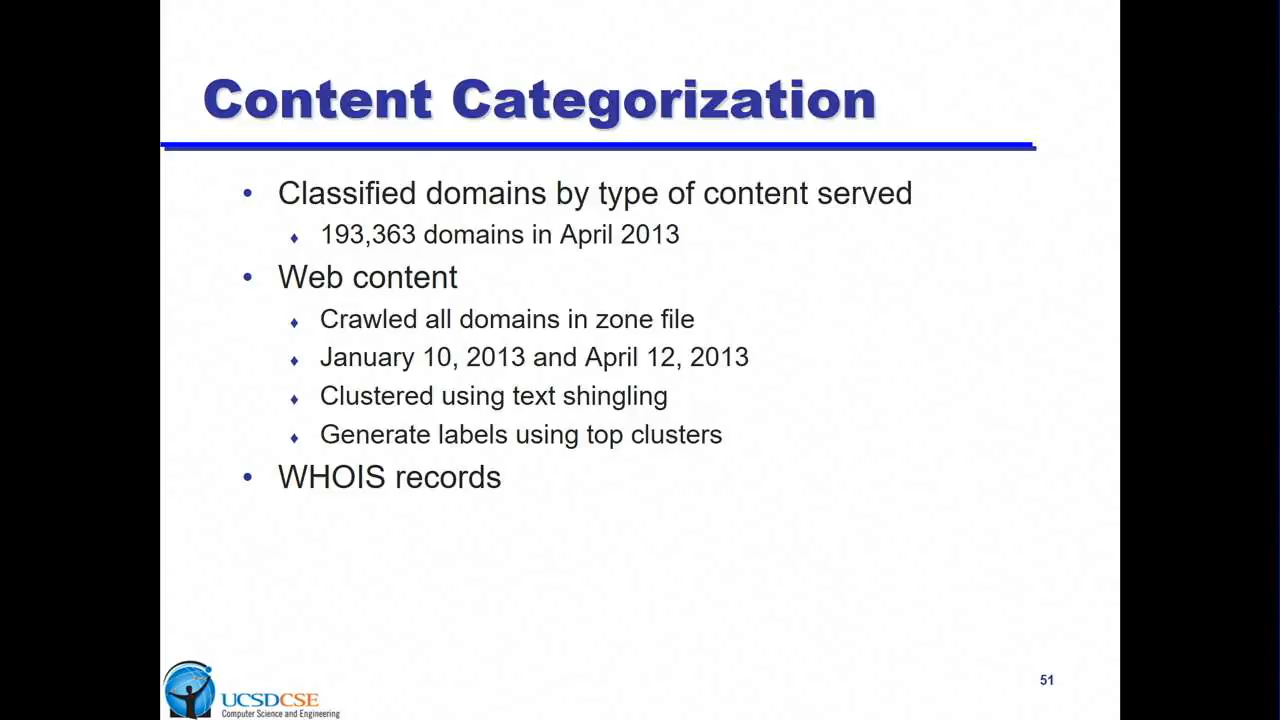 Content Categorization
• Classified domains by type of content served
♦ 193,363 domains in April 2013
• Web content
♦ Crawled all domains in zone file
♦ January 10, 2013 and April 12, 2013
♦ Clustered using text shingling
♦ Generate labels using top clusters
• WHOIS records
UCSDCSE
Computer Science and Engineering
51